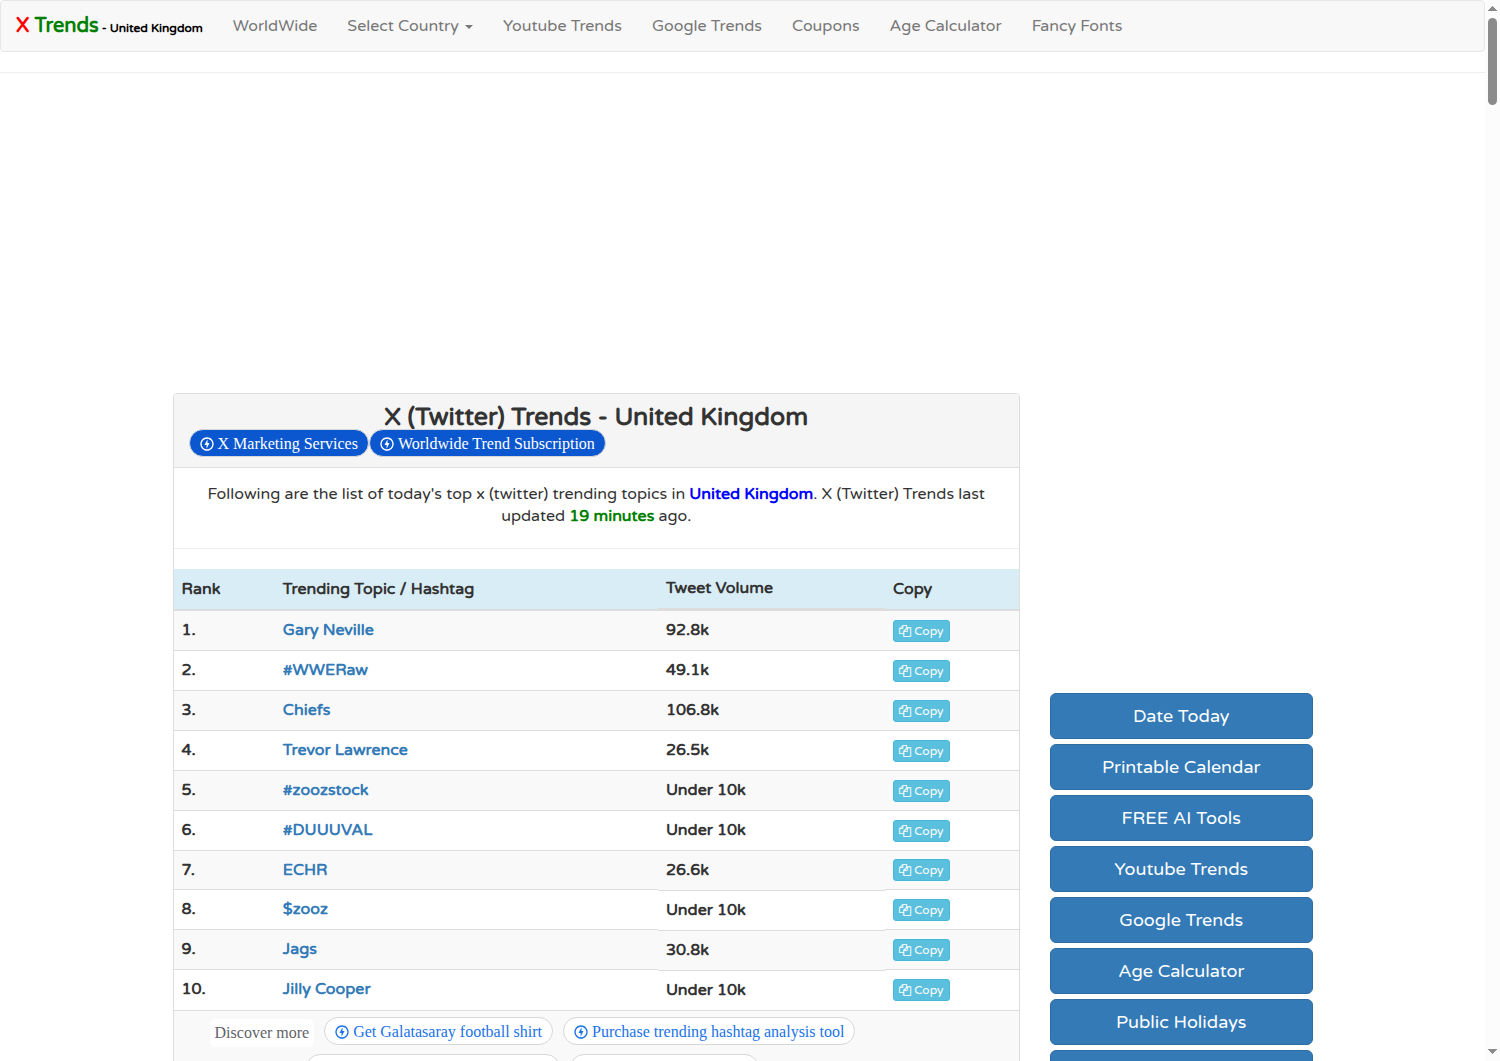 X Trends - United Kingdom WorldWide Select Country Youtube Trends Google Trends Coupons Age Calculator Fancy Fonts
X (Twitter) Trends - United Kingdom
X Marketing Services Worldwide Trend Subscription
Following are the list of today's top x (twitter) trending topics in United Kingdom. X (Twitter) Trends last
updated 19 minutes ago.
Rank Trending Topic / Hashtag Tweet Volume Copy
1. Gary Neville 92.8k Copy
2. #WWERaw 49.1k Copy
3. Chiefs 106.8k Copy
4. Trevor Lawrence 26.5k Copy
5. #zoozstock Under 10k Copy
6. #DUUUVAL Under 10k Copy
7. ECHR 26.6k Copy
8. $zooz Under 10k Copy
9. Jags 30.8k Copy
10. Jilly Cooper Under 10k Copy
Discover more Get Galatasaray football shirt Purchase trending hashtag analysis tool
Date Today
Printable Calendar
FREE AI Tools
Youtube Trends
Google Trends
Age Calculator
Public Holidays